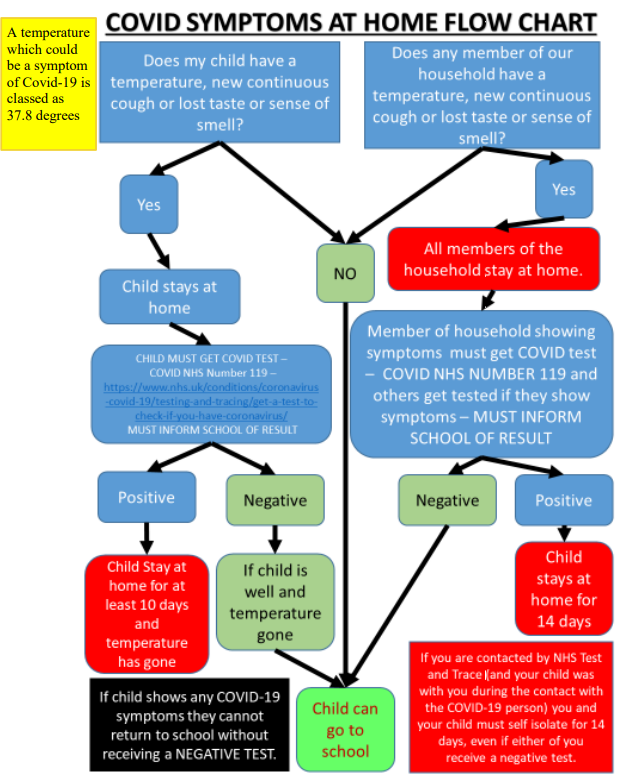 COVID SYMPTOMS AT HOME FLOW CHART
A temperature
which could
be a symptom
of Covid-19 is
classed as
37.8 degrees
Does my child have a
temperature, new continuous
cough or lost taste or sense of
smell?
Does any member of our
household have a
temperature, new continuous
cough or lost taste or sense of
smell?
Yes
Yes
NO
All members of the
household stay at home.
Child stays at
home
Member of household showing
symptoms must get COVID test
– COVID NHS NUMBER 119 and
others get tested if they show
symptoms – MUST INFORM
SCHOOL OF RESULT
CHILD MUST GET COVID TEST –
COVID NHS Number 119 –
https://www.nhs.uk/conditions/coronavirus
-covid-19/testing-and-tracing/get-a-test-to-
check-if-you-have-coronavirus/
MUST INFORM SCHOOL OF RESULT
Positive
Negative
Negative
Positive
Child Stay at
home for at
least 10 days
and
temperature
has gone
If child is
well and
temperature
gone
Child
stays at
home for
14 days
If child shows any COVID-19
symptoms they cannot
return to school without
receiving a NEGATIVE TEST.
Child can
go to
school
If you are contacted by NHS Test
and Trace (and your child was
with you during the contact with
the COVID-19 person) you and
your child must self isolate for 14
days, even if either of you
receive a negative test.